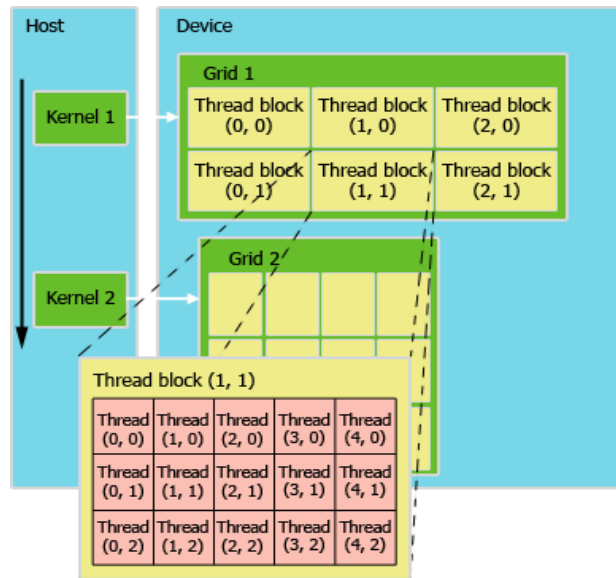 Host
Device
Grid 1
Kernel 1
Thread block Thread block Thread block
(0, 0) (1, 0) (2, 0)
Thread block Thread block Thread block
(0, 1) (1, 1) (2, 1)
Grid 2
Kernel 2
Thread block (1, 1)
Thread Thread Thread Thread Thread
(0, 0) (1, 0) (2, 0) (3, 0) (4, 0)
Thread Thread Thread Thread Thread
(0, 1) (1, 1) (2, 1) (3, 1) (4, 1)
Thread Thread Thread Thread Thread
(0, 2) (1, 2) (2, 2) (3, 2) (4, 2)